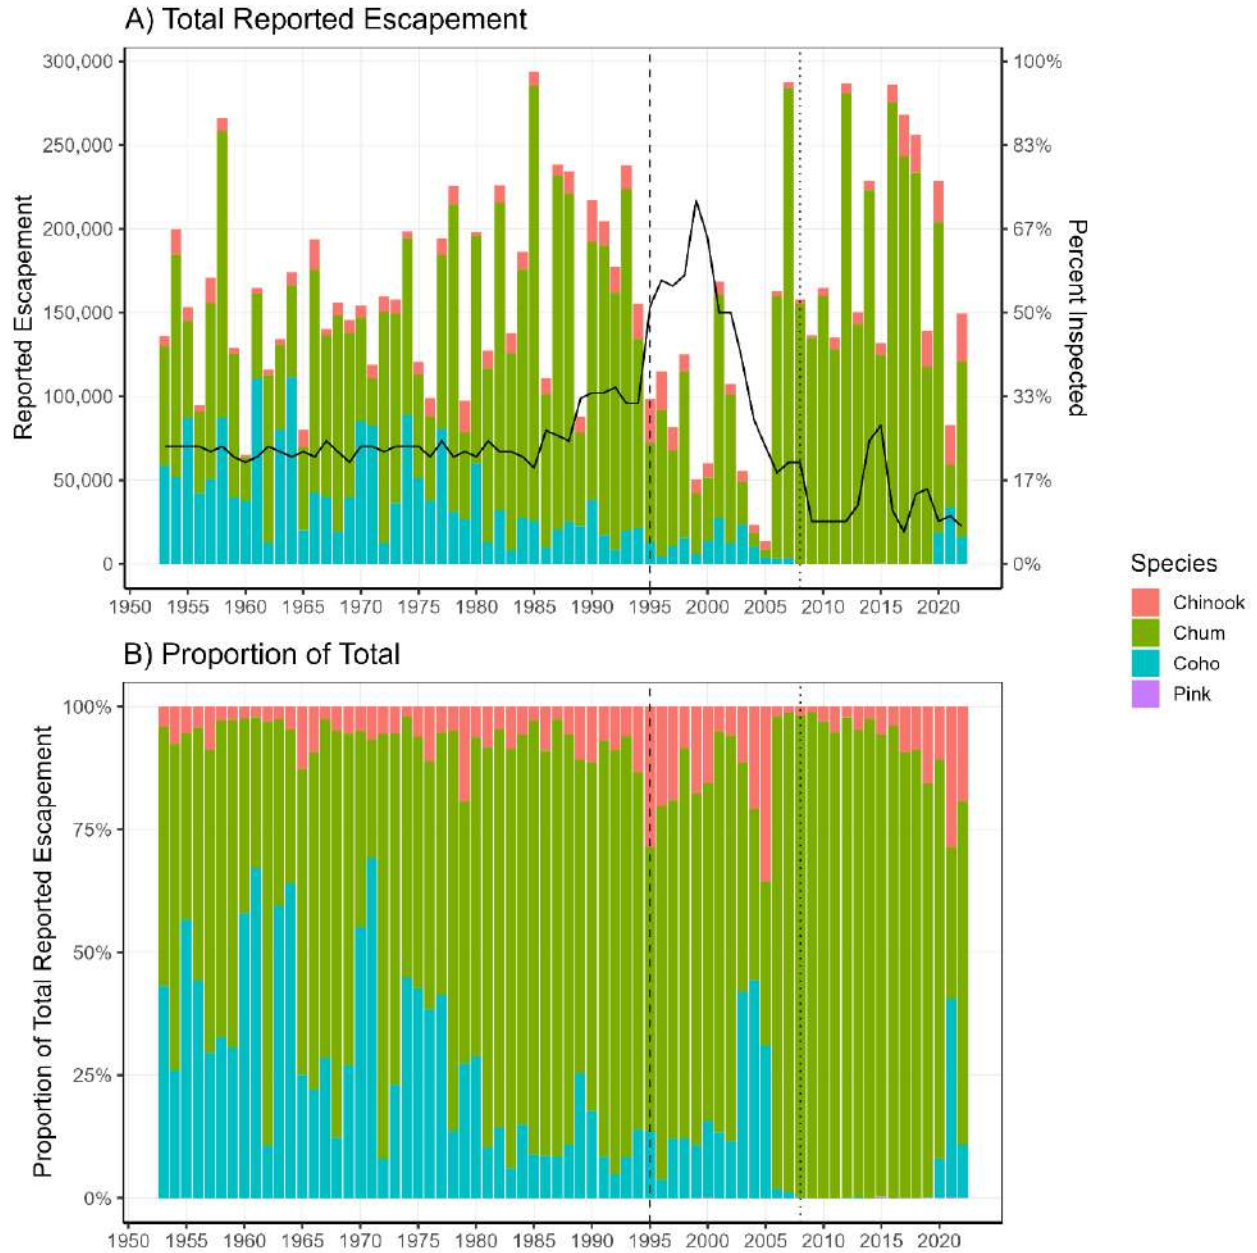 A) Total Reported Escapement
300,000
250,000
200,000
150,000
100,000
50,000
0
Reported Escapement
100%
83%
67%
50%
33%
17%
0%
Percent Inspected
1950 1955 1960 1965 1970 1975 1980 1985 1990 1995 2000 2005 2010 2015 2020
Species
Chinook
Chum
Coho
Pink
B) Proportion of Total
100%
75%
50%
25%
0%
Proportion of Total Reported Escapement
1950 1955 1960 1965 1970 1975 1980 1985 1990 1995 2000 2005 2010 2015 2020